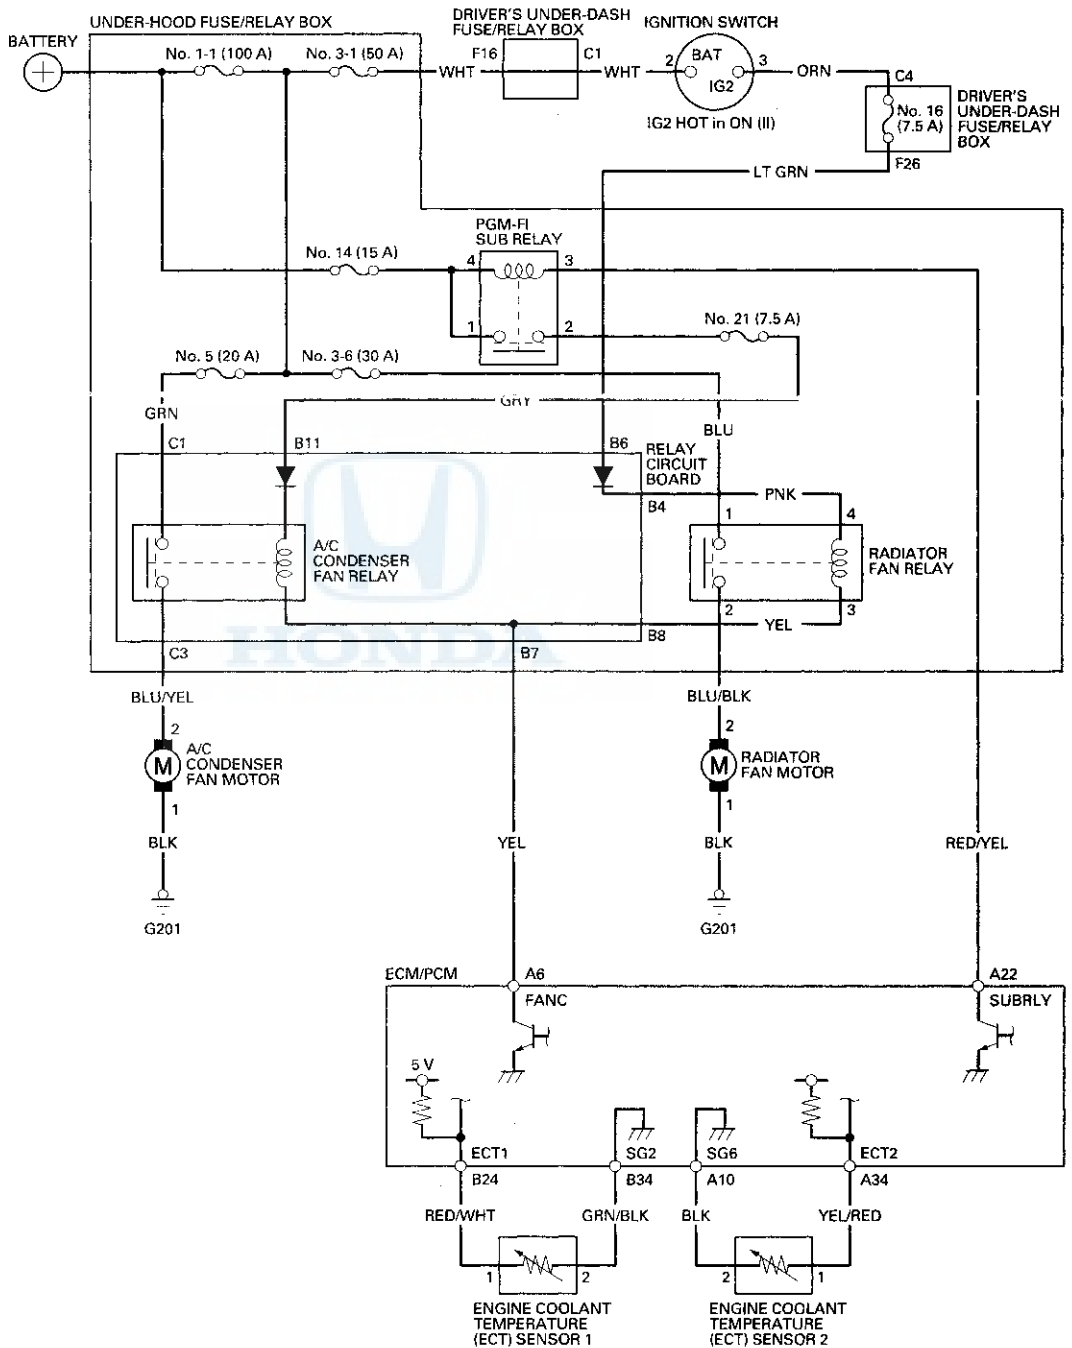 UNDER-HOOD FUSE/RELAY BOX
DRIVER'S UNDER-DASH
FUSE/RELAY BOX
IGNITION SWITCH
BATTERY
No. 1-1 (100 A)
No. 3-1 (50 A)
F16
C1
WHT
WHT
2
BAT
IG2
3
ORN
IG2 HOT in ON (II)
C4
No. 16
(7.5 A)
F26
DRIVER'S
UNDER-DASH
FUSE/RELAY
BOX
LT GRN
PGM-FI
SUB RELAY
No. 14 (15 A)
4
3
1
2
No. 21 (7.5 A)
No. 5 (20 A)
No. 3-6 (30 A)
GRY
GRN
BLU
C1
B11
B6
RELAY
CIRCUIT
BOARD
B4
PNK
1
4
A/C
CONDENSER
FAN RELAY
RADIATOR
FAN RELAY
2
3
YEL
B8
HONDA
C3
B7
BLU/YEL
BLU/BLK
2
A/C
CONDENSER
FAN MOTOR
M
1
2
RADIATOR
FAN MOTOR
M
1
BLK
YEL
BLK
RED/YEL
G201
G201
ECM/PCM
A6
FANC
A22
SUBRLY
5 V
ECT1
SG2
SG6
ECT2
B24
B34
A10
A34
RED/WHT
GRN/BLK
BLK
YEL/RED
1
2
2
1
ENGINE COOLANT
TEMPERATURE
(ECT) SENSOR 1
ENGINE COOLANT
TEMPERATURE
(ECT) SENSOR 2